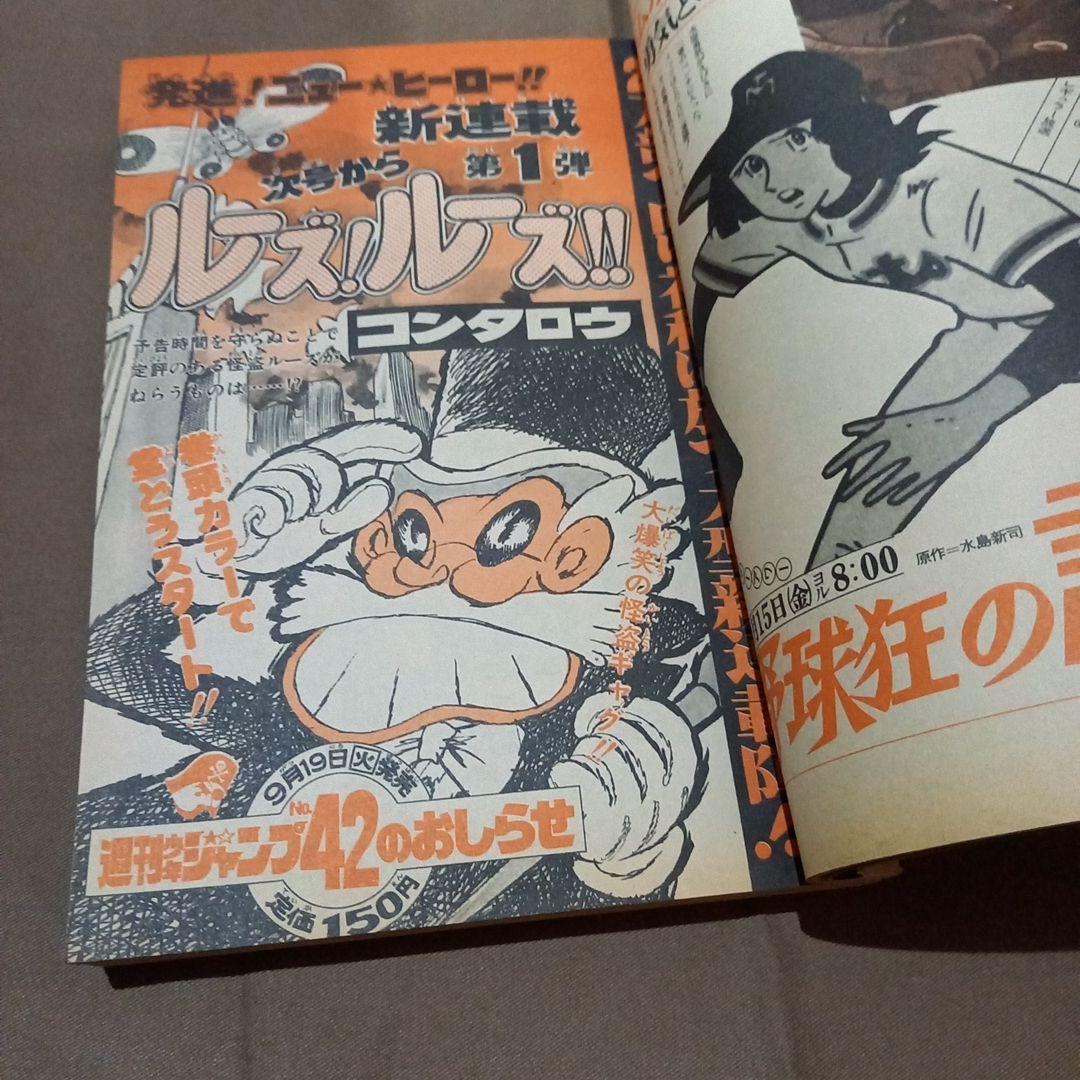 発進!ニュー★ヒーロー!!
新連載
次号から
第1弾
ルーズ!ルーズ!!
コンタロウ
予告時間を守らぬことで
定評のある怪盗ルーズが
ねらうものは……!?
巻頭カラーで
堂どうスタート!!
大爆笑の怪盗ギャグ!!
9月19日(火)発売
週刊少年ジャンプNo.42のおしらせ
定価150円
M
原作=水島新司
月15日(金)ヨル8:00
野球狂の